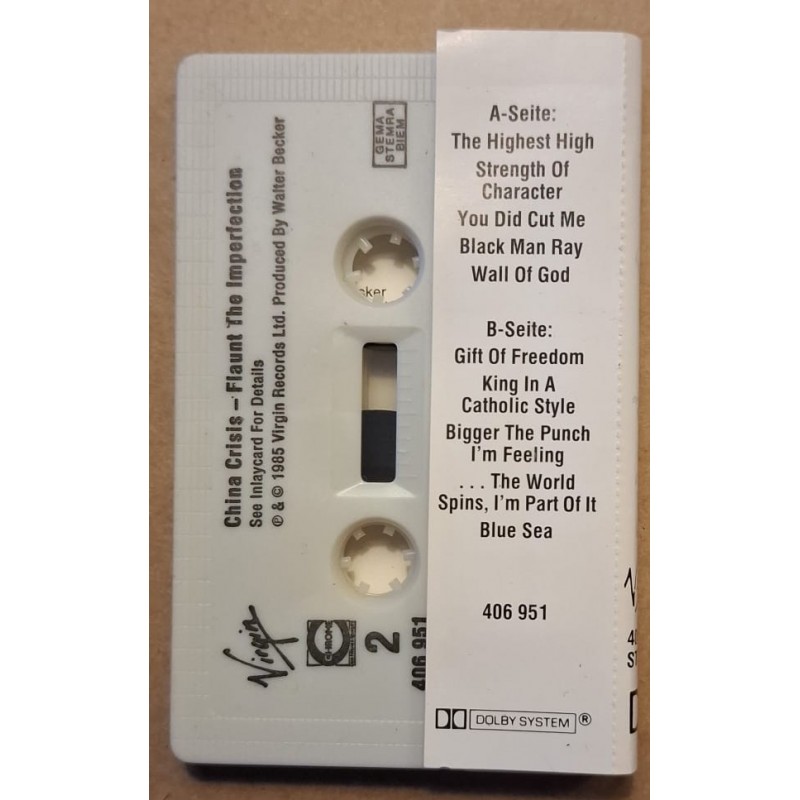 China Crisis – Flaunt The Imperfection
See Inlaycard For Details
℗ & © 1985 Virgin Records Ltd. Produced By Walter Becker
GEMA
STEMRA
BIEM
cker
Virgin
CHROME
2
406 951
A-Seite:
The Highest High
Strength Of
Character
You Did Cut Me
Black Man Ray
Wall Of God
B-Seite:
Gift Of Freedom
King In A
Catholic Style
Bigger The Punch
I'm Feeling
. . . The World
Spins, I'm Part Of It
Blue Sea
406 951
DOLBY SYSTEM ®